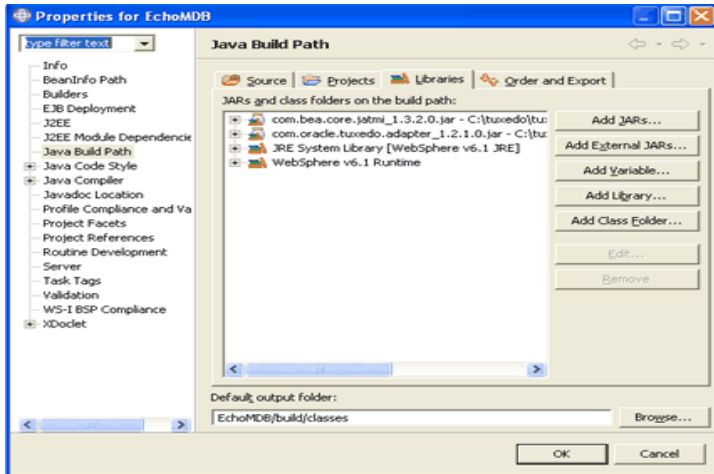 Properties for EchoMDB
type filter text
Info
BeanInfo Path
Builders
EJB Deployment
J2EE
J2EE Module Dependencie
Java Build Path
Java Code Style
Java Compiler
Javadoc Location
Profile Compliance and Va
Project Facets
Project References
Routine Development
Server
Task Tags
Validation
WS-I BSP Compliance
XDoclet
Java Build Path
Source Projects Libraries Order and Export
JARs and class folders on the build path:
com.bea.core.jatmi_1.3.2.0.jar - C:\tuxedo\tux
com.oracle.tuxedo.adapter_1.2.1.0.jar - C:\tux
JRE System Library [WebSphere v6.1 JRE]
WebSphere v6.1 Runtime
Add JARs...
Add External JARs...
Add Variable...
Add Library...
Add Class Folder...
Edit...
Remove
Default output folder:
EchoMDB/build/classes
Browse...
OK
Cancel